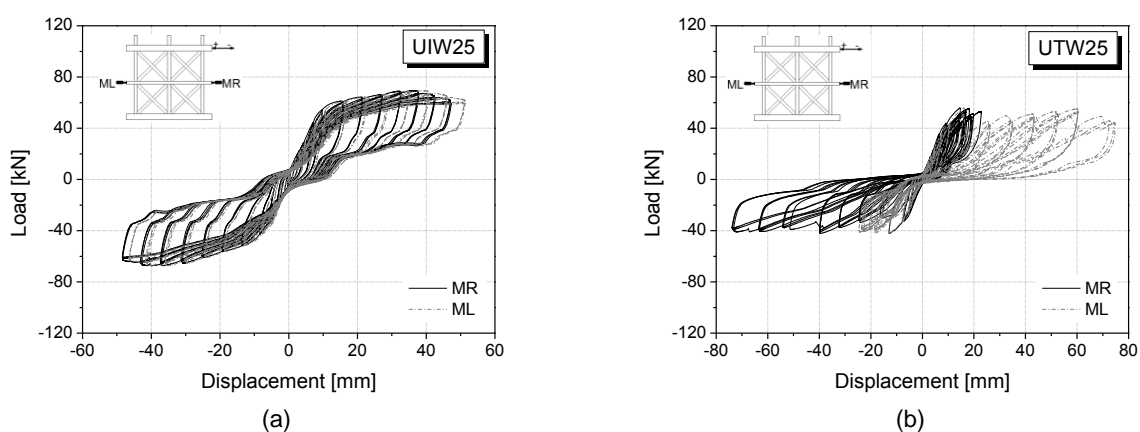 120
80
40
0
-40
-80
-120
Load [kN]
UIW25
+ -
ML
MR
MR
ML
-60 -40 -20 0 20 40 60
Displacement [mm]
(a)
120
80
40
0
-40
-80
-120
Load [kN]
UTW25
+ -
ML
MR
MR
ML
-80 -60 -40 -20 0 20 40 60 80
Displacement [mm]
(b)